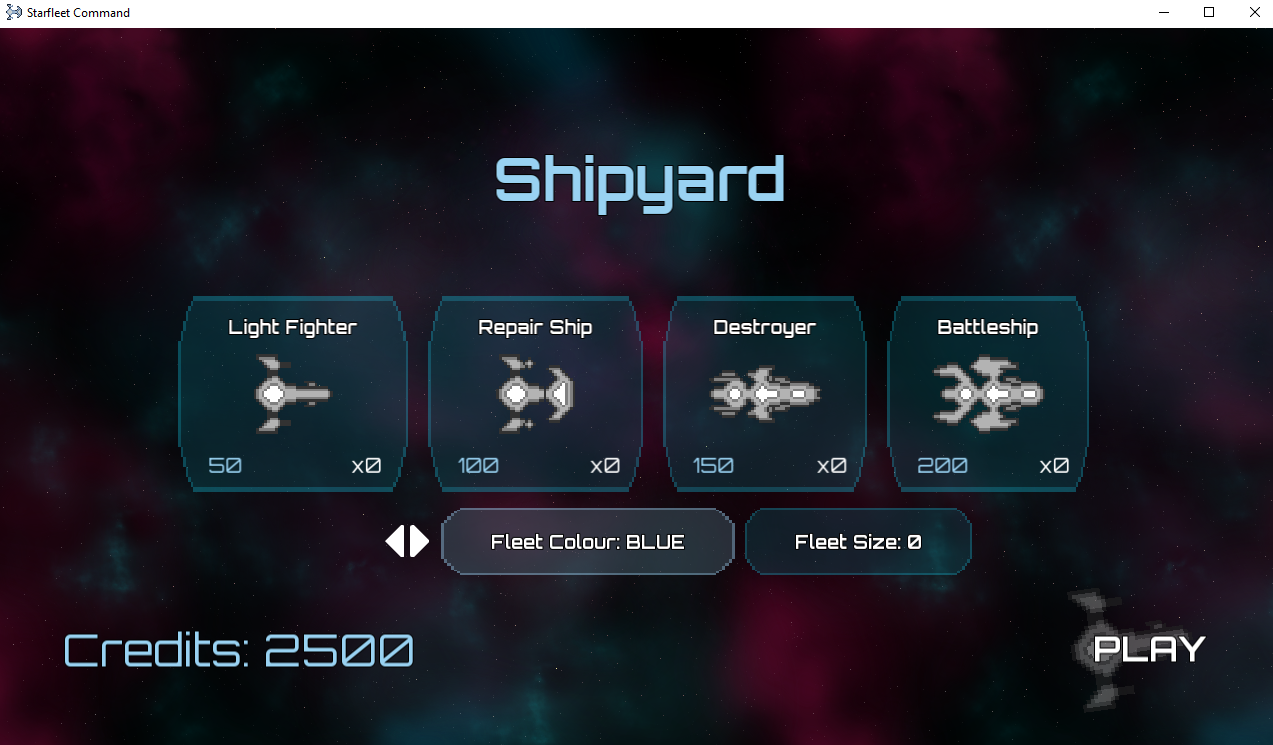 Starfleet Command
Shipyard
Light Fighter
50 x0
Repair Ship
100 x0
Destroyer
150 x0
Battleship
200 x0
Fleet Colour: BLUE
Fleet Size: 0
Credits: 2500
PLAY